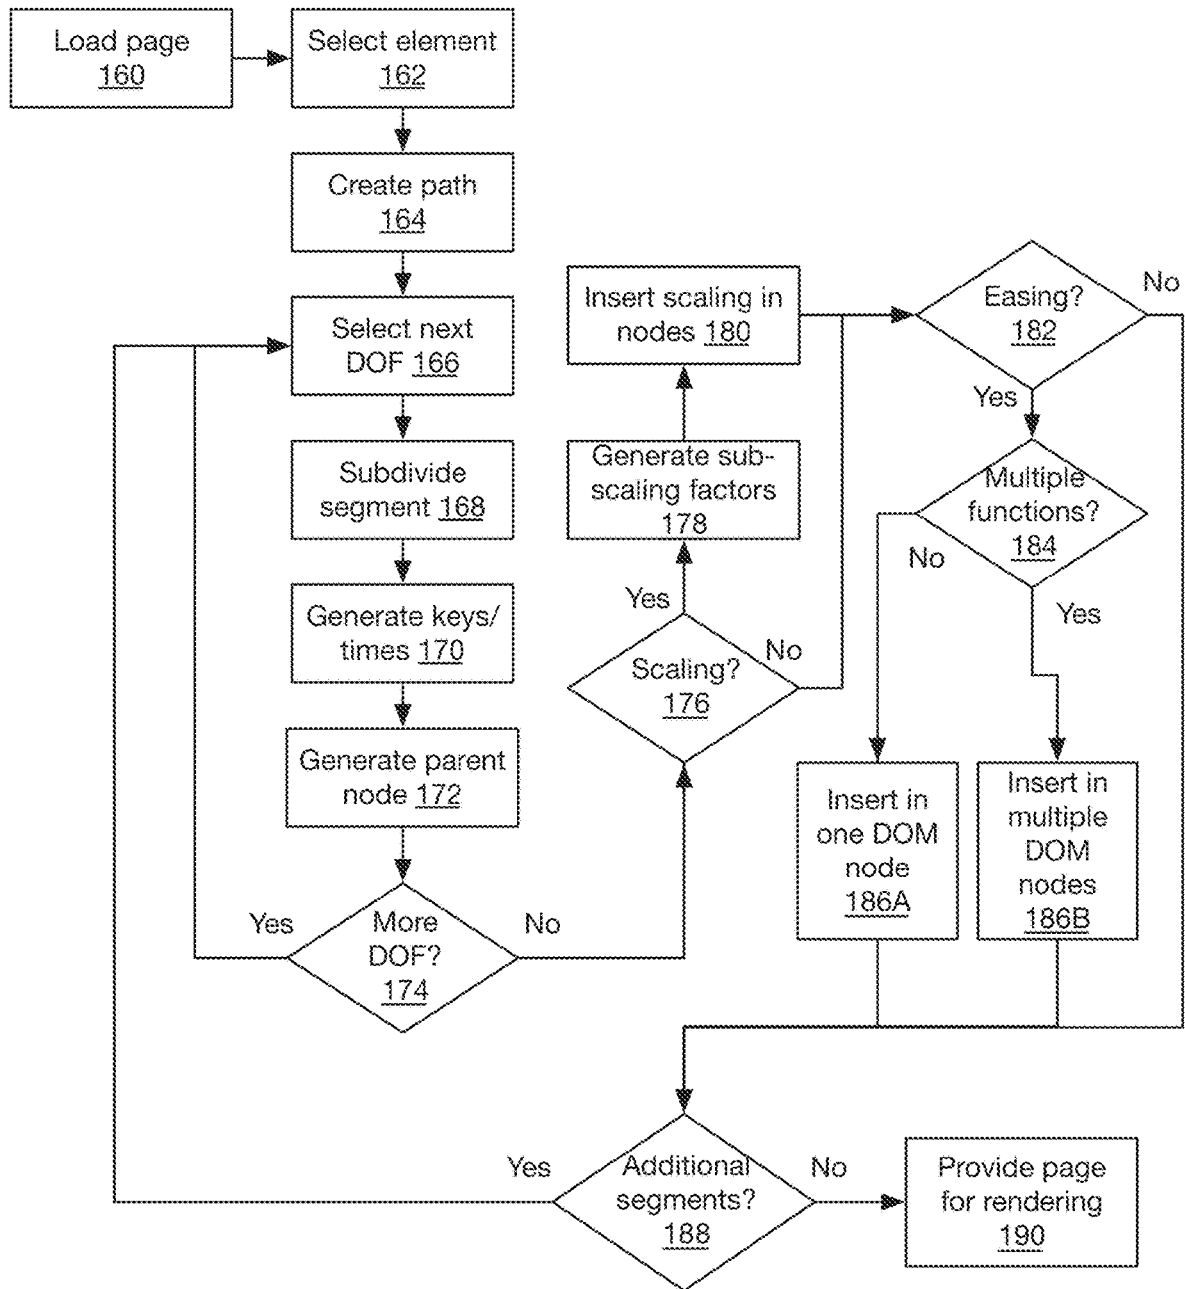 Load page
160
Select element
162
Create path
164
Select next
DOF 166
Subdivide
segment 168
Generate keys/
times 170
Generate parent
node 172
More
DOF?
174
Yes
No
Scaling?
176
Yes
No
Generate sub-
scaling factors
178
Insert scaling in
nodes 180
Easing?
182
No
Yes
Multiple
functions?
184
No
Yes
Insert in
one DOM
node
186A
Insert in
multiple
DOM
nodes
186B
Additional
segments?
188
Yes
No
Provide page
for rendering
190